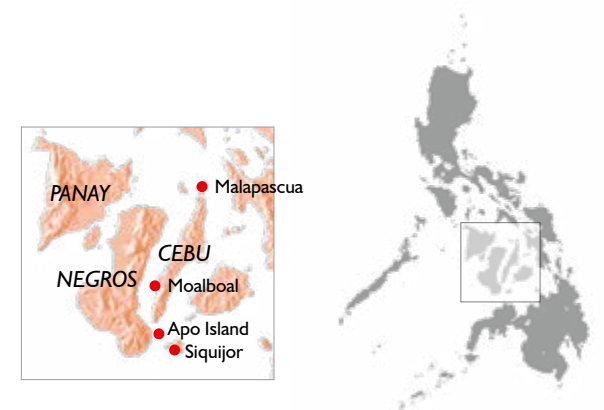 Malapascua
PANAY
CEBU
NEGROS
Moalboal
Apo Island
Siquijor